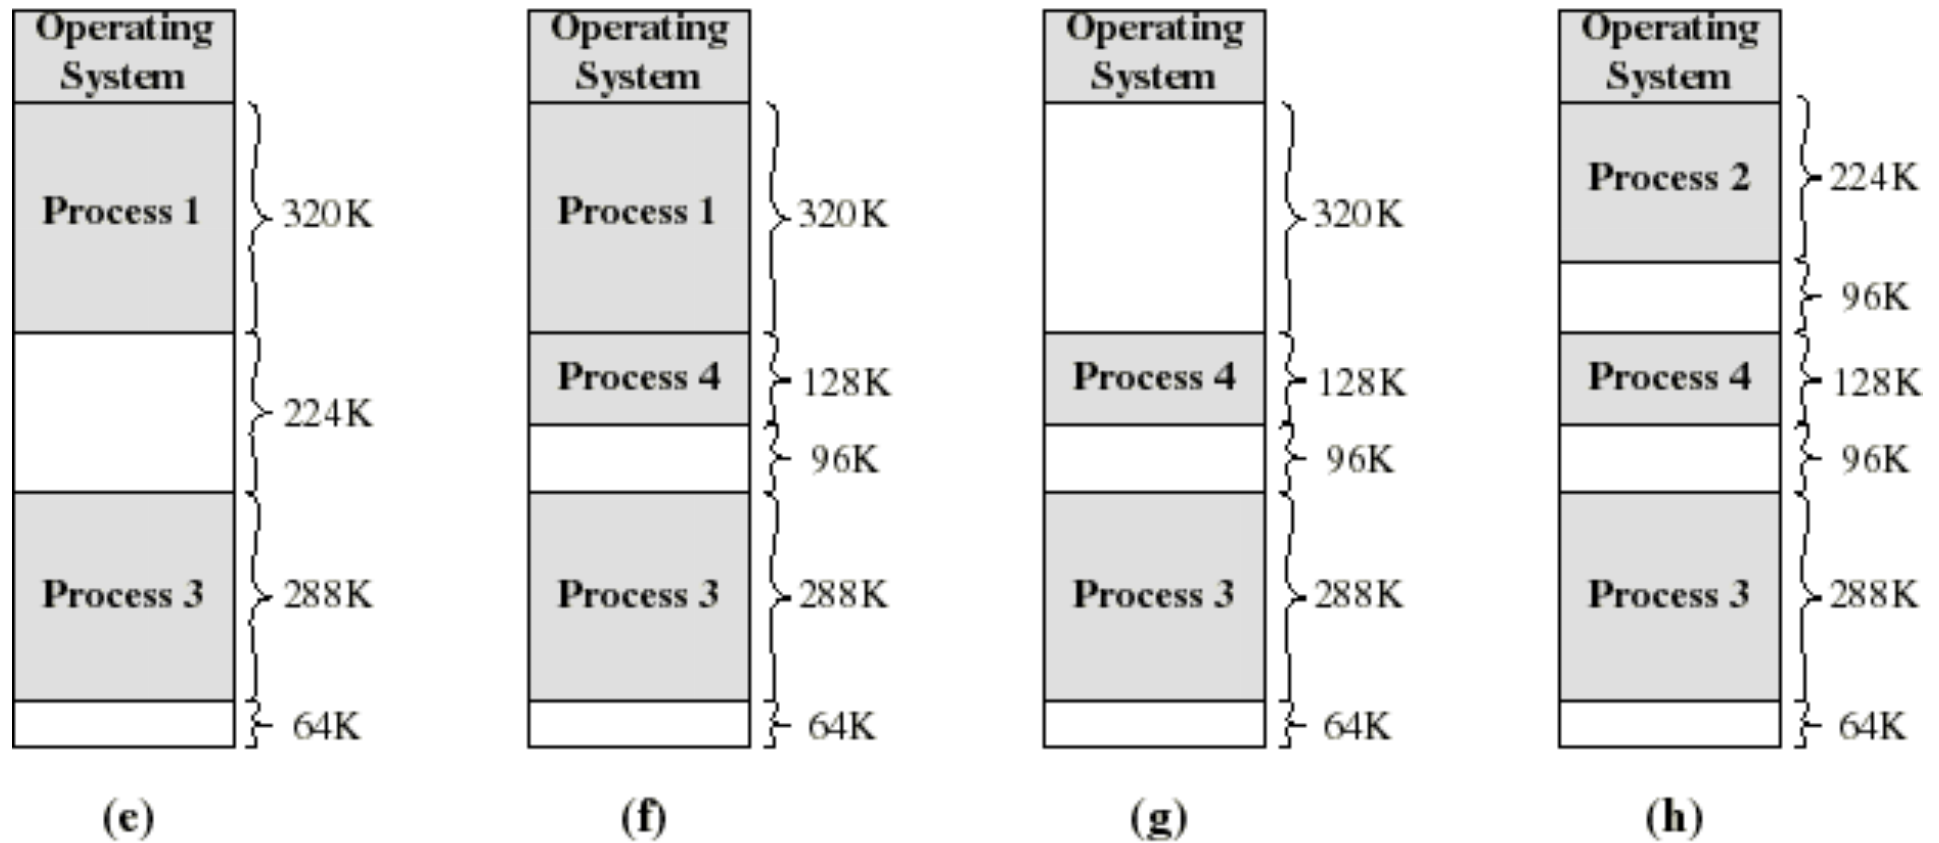 Operating
System
Process 1
320K
224K
Process 3
288K
64K
(e)
Operating
System
Process 1
320K
Process 4
128K
96K
Process 3
288K
64K
(f)
Operating
System
320K
Process 4
128K
96K
Process 3
288K
64K
(g)
Operating
System
Process 2
224K
96K
Process 4
128K
96K
Process 3
288K
64K
(h)